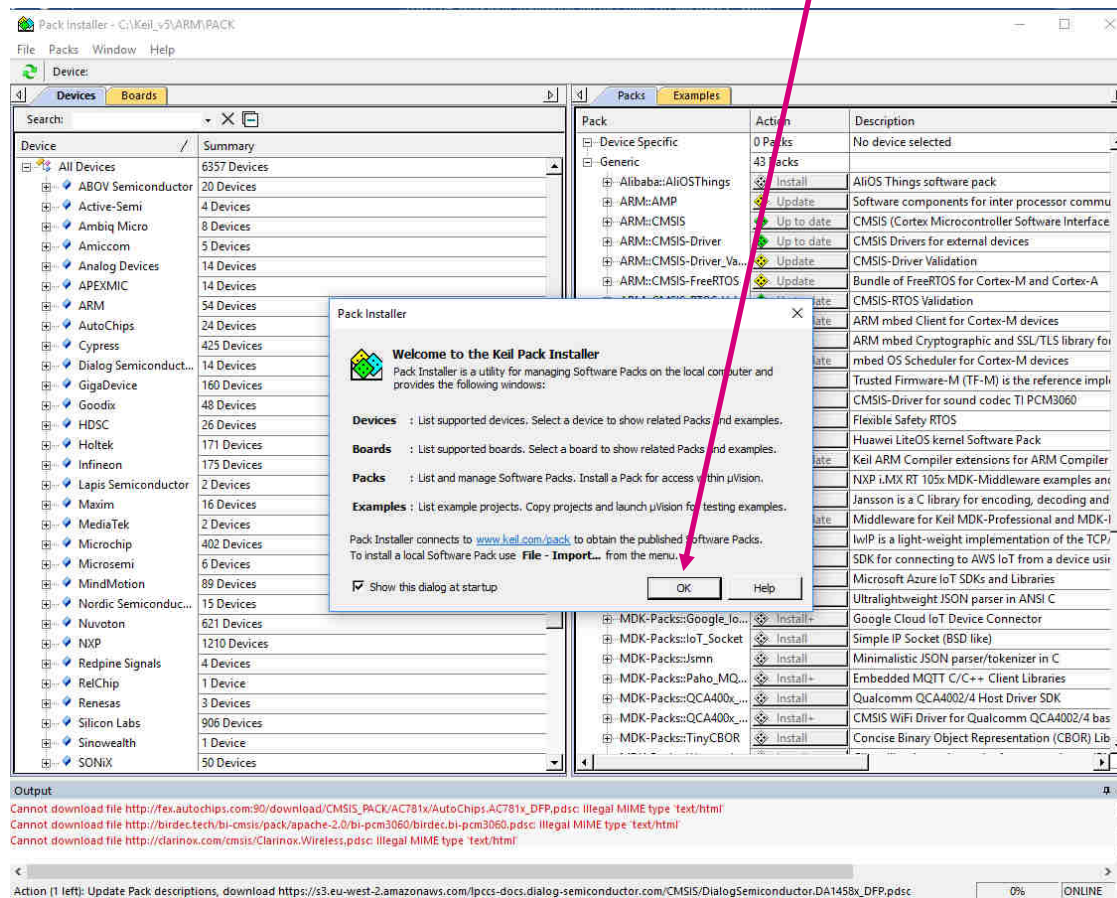 Pack Installer - C:\Keil_v5\ARM\PACK
File Packs Window Help
Device:
Devices Boards
Search:
Device / Summary
All Devices 6357 Devices
ABOV Semiconductor 20 Devices
Active-Semi 4 Devices
Ambiq Micro 8 Devices
Amiccom 5 Devices
Analog Devices 14 Devices
APEXMIC 14 Devices
ARM 54 Devices
AutoChips 24 Devices
Cypress 425 Devices
Dialog Semiconduct... 14 Devices
GigaDevice 160 Devices
Goodix 48 Devices
HDSC 26 Devices
Holtek 171 Devices
Infineon 175 Devices
Lapis Semiconductor 2 Devices
Maxim 16 Devices
MediaTek 2 Devices
Microchip 402 Devices
Microsemi 6 Devices
MindMotion 89 Devices
Nordic Semiconduc... 15 Devices
Nuvoton 621 Devices
NXP 1210 Devices
Redpine Signals 4 Devices
RelChip 1 Device
Renesas 3 Devices
Silicon Labs 906 Devices
Sinowealth 1 Device
SONiX 50 Devices
Packs Examples
Pack Action Description
Device Specific 0 Packs No device selected
Generic 43 Packs
Alibaba::AliOSThings Install AliOS Things software pack
ARM::AMP Update Software components for inter processor commu
ARM::CMSIS Up to date CMSIS (Cortex Microcontroller Software Interface
ARM::CMSIS-Driver Up to date CMSIS Drivers for external devices
ARM::CMSIS-Driver_Va... Update CMSIS-Driver Validation
ARM::CMSIS-FreeRTOS Update Bundle of FreeRTOS for Cortex-M and Cortex-A
CMSIS-RTOS Validation
ARM mbed Client for Cortex-M devices
ARM mbed Cryptographic and SSL/TLS library for
mbed OS Scheduler for Cortex-M devices
Trusted Firmware-M (TF-M) is the reference imple
CMSIS-Driver for sound codec TI PCM3060
Flexible Safety RTOS
Huawei LiteOS kernel Software Pack
Keil ARM Compiler extensions for ARM Compiler
NXP i.MX RT 105x MDK-Middleware examples and
Jansson is a C library for encoding, decoding and
Middleware for Keil MDK-Professional and MDK-
lwIP is a light-weight implementation of the TCP/
SDK for connecting to AWS IoT from a device usin
Microsoft Azure IoT SDKs and Libraries
Ultralightweight JSON parser in ANSI C
MDK-Packs::Google_Io... Install+ Google Cloud IoT Device Connector
MDK-Packs::IoT_Socket Install Simple IP Socket (BSD like)
MDK-Packs::Jsmn Install Minimalistic JSON parser/tokenizer in C
MDK-Packs::Paho_MQ... Install+ Embedded MQTT C/C++ Client Libraries
MDK-Packs::QCA400x_... Install Qualcomm QCA4002/4 Host Driver SDK
MDK-Packs::QCA400x_... Install+ CMSIS WiFi Driver for Qualcomm QCA4002/4 bas
MDK-Packs::TinyCBOR Install Concise Binary Object Representation (CBOR) Lib
Pack Installer
Welcome to the Keil Pack Installer
Pack Installer is a utility for managing Software Packs on the local computer and
provides the following windows:
Devices : List supported devices. Select a device to show related Packs and examples.
Boards : List supported boards. Select a board to show related Packs and examples.
Packs : List and manage Software Packs. Install a Pack for access within µVision.
Examples : List example projects. Copy projects and launch µVision for testing examples.
Pack Installer connects to www.keil.com/pack to obtain the published Software Packs.
To install a local Software Pack use File - Import... from the menu.
Show this dialog at startup
OK Help
Output
Cannot download file http://fex.autochips.com:90/download/CMSIS_PACK/AC781x/AutoChips.AC781x_DFP.pdsc: Illegal MIME type 'text/html'
Cannot download file http://birdec.tech/bi-cmsis/pack/apache-2.0/bi-pcm3060/birdec.bi-pcm3060.pdsc: Illegal MIME type 'text/html'
Cannot download file http://clarinox.com/cmsis/Clarinox.Wireless.pdsc: Illegal MIME type 'text/html'
Action (1 left): Update Pack descriptions, download https://s3.eu-west-2.amazonaws.com/lpccs-docs.dialog-semiconductor.com/CMSIS/DialogSemiconductor.DA1458x_DFP.pdsc 0% ONLINE